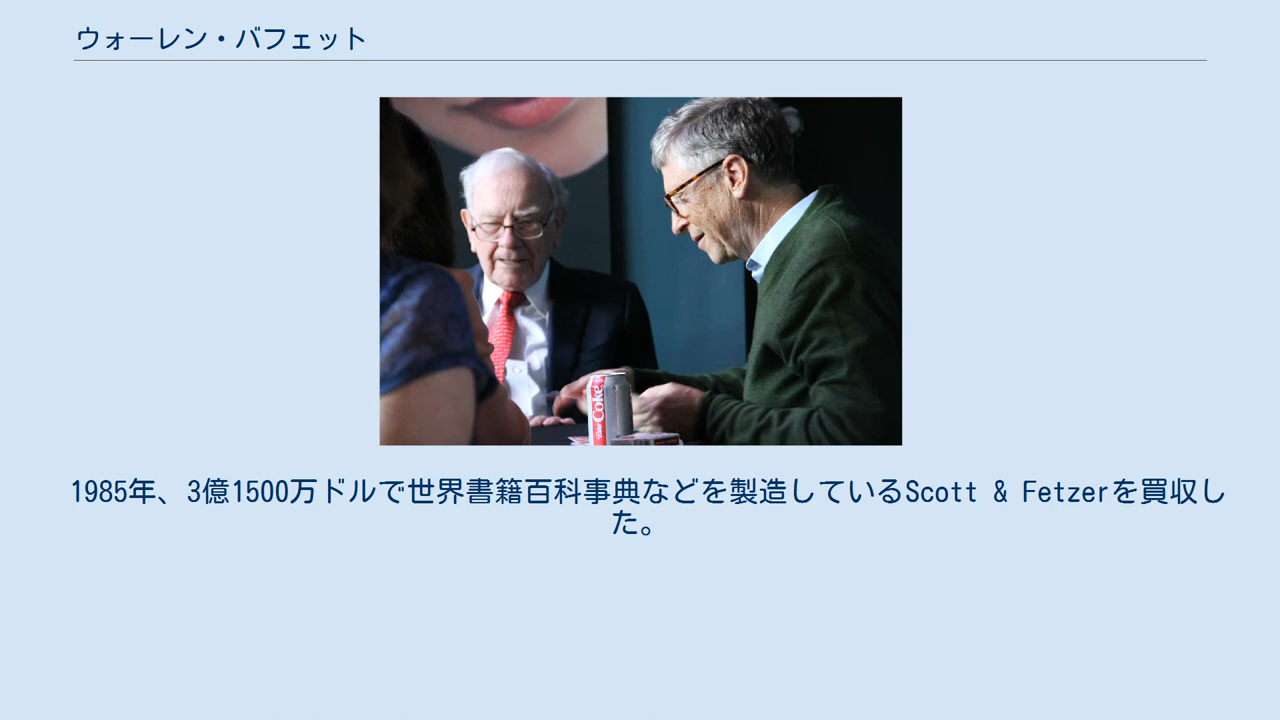 ウォーレン・バフェット
Diet Coke
1985年、3億1500万ドルで世界書籍百科事典などを製造しているScott & Fetzerを買収し
た。